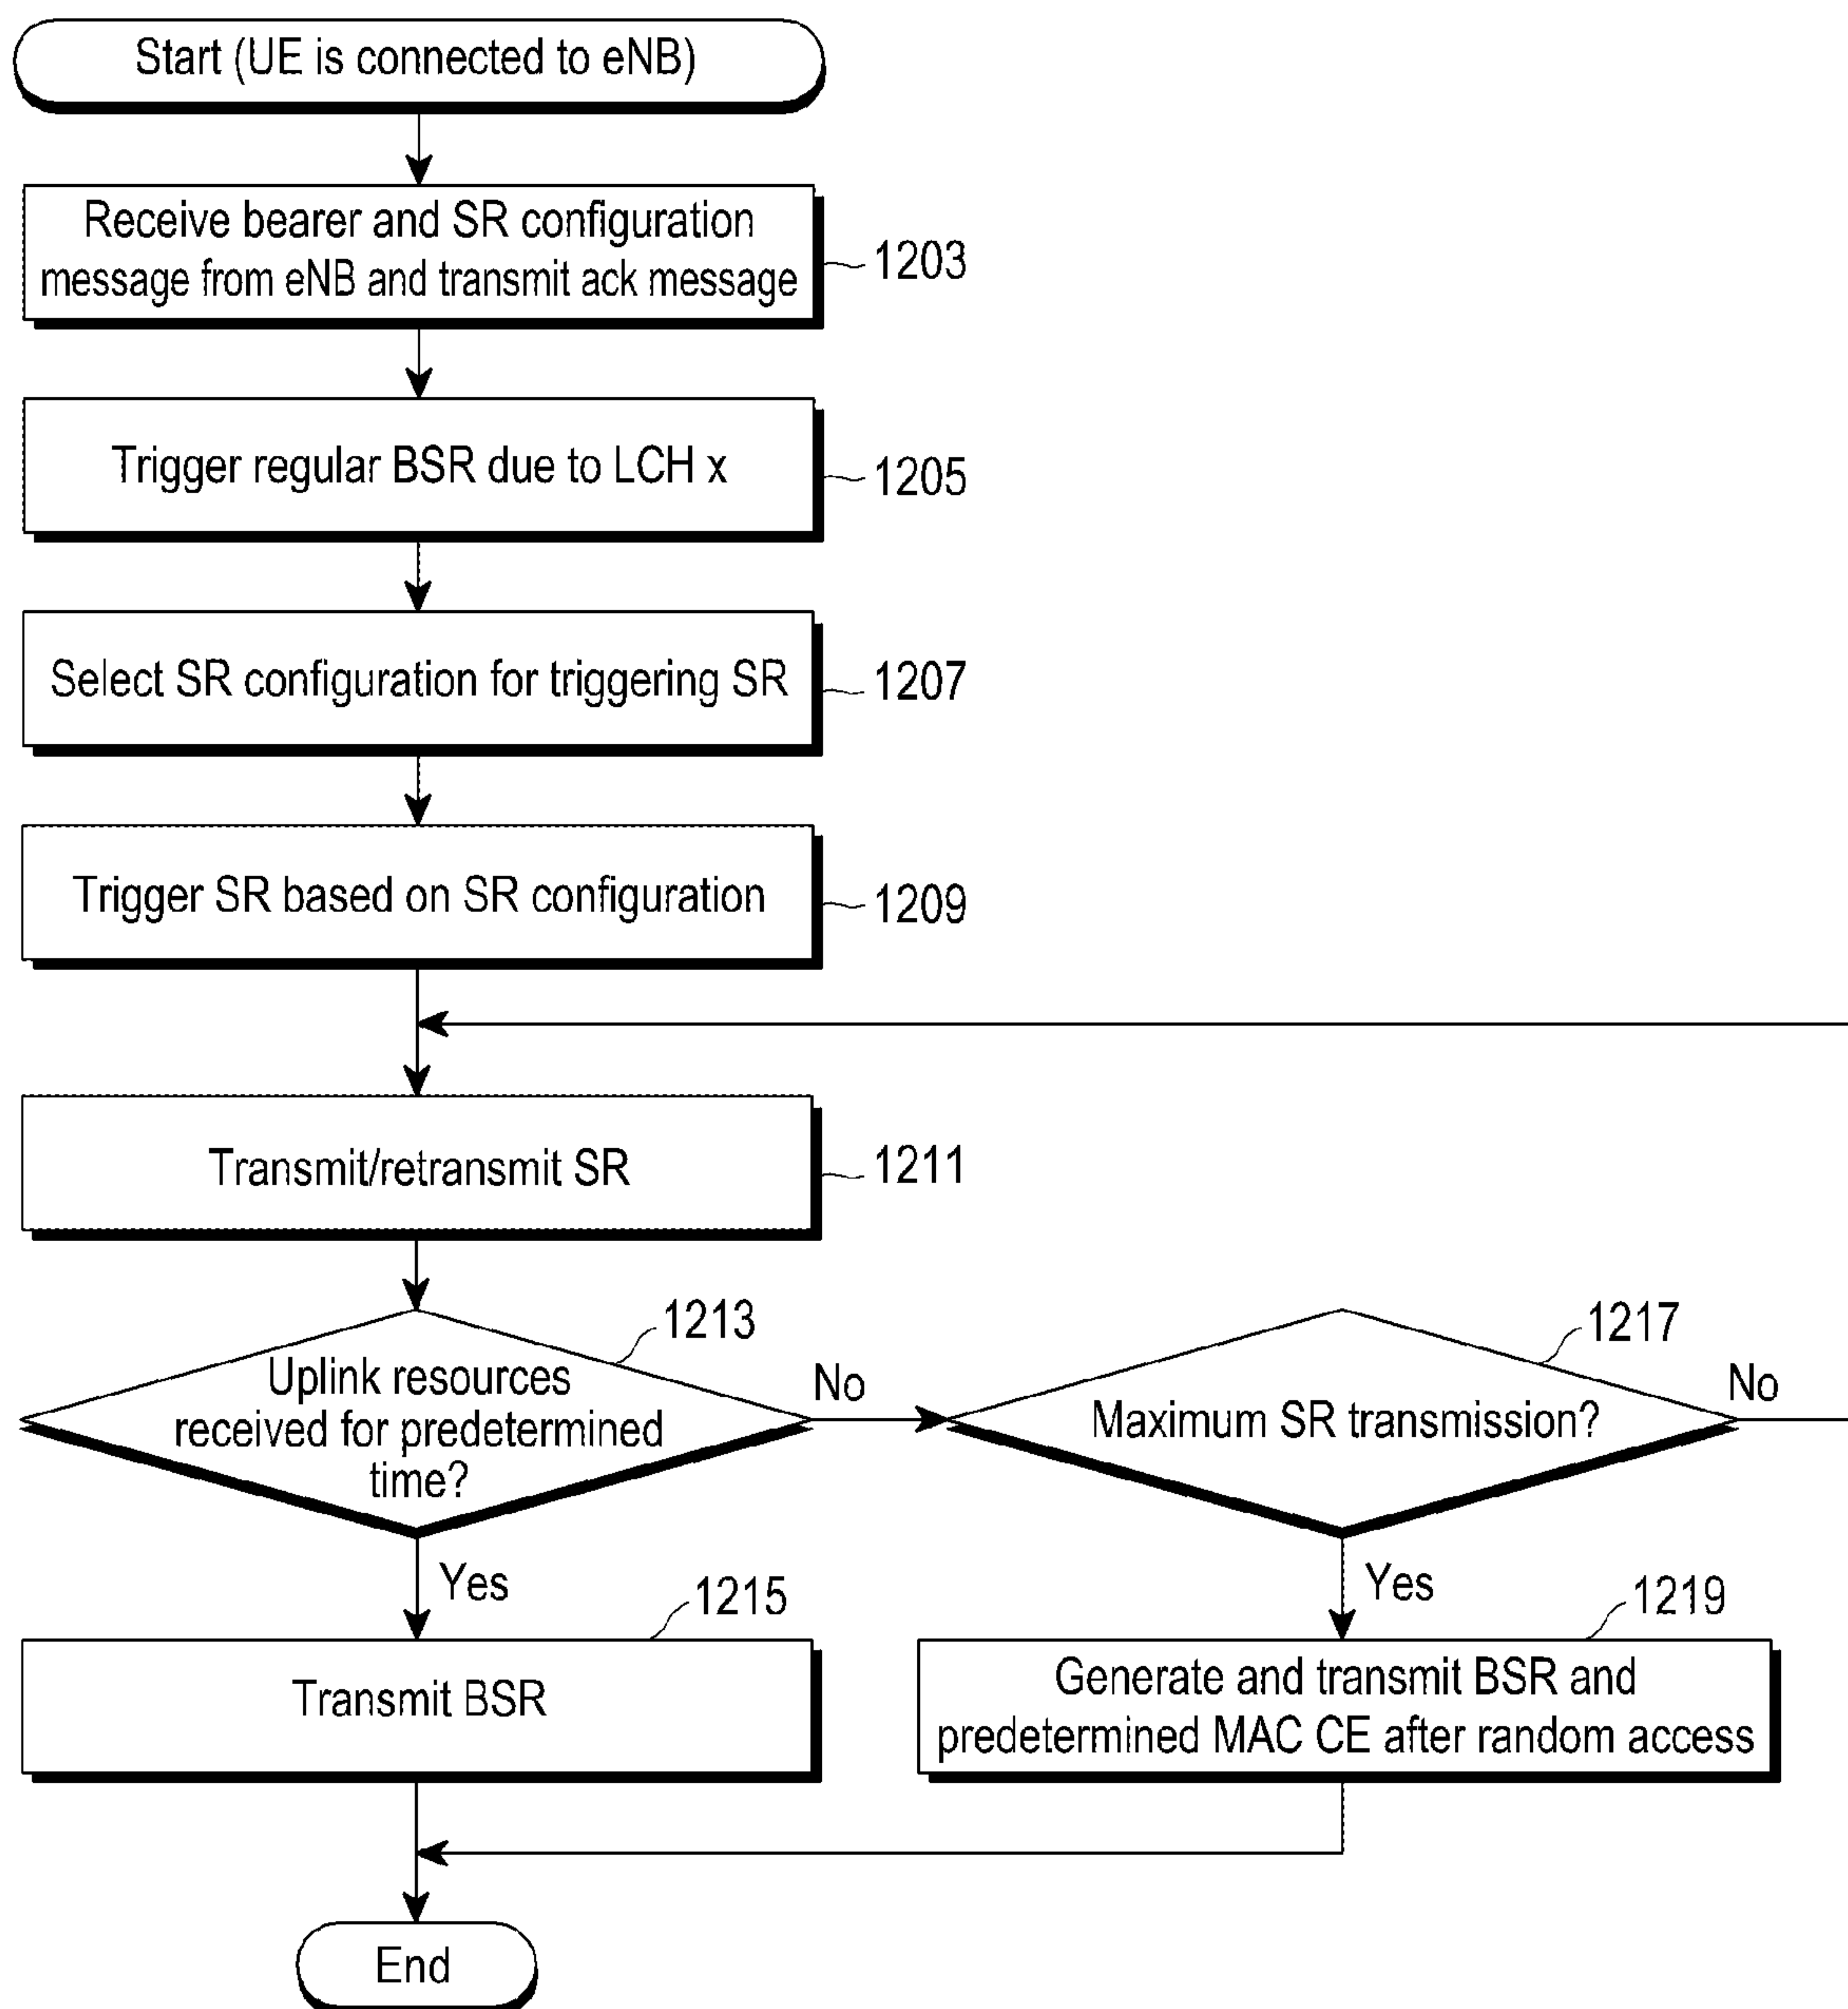 Start (UE is connected to eNB)
Receive bearer and SR configuration
message from eNB and transmit ack message
1203
Trigger regular BSR due to LCH x
1205
Select SR configuration for triggering SR
1207
Trigger SR based on SR configuration
1209
Transmit/retransmit SR
1211
1213
Uplink resources
received for predetermined
time?
No
1217
Maximum SR transmission?
No
Yes
1215
Transmit BSR
Yes
1219
Generate and transmit BSR and
predetermined MAC CE after random access
End